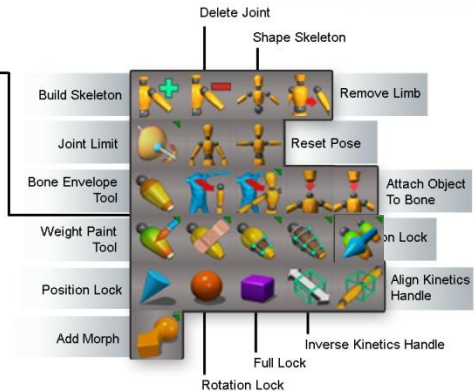 Delete Joint
Shape Skeleton
Build Skeleton
Remove Limb
Joint Limit
Reset Pose
Bone Envelope
Tool
Attach Object
To Bone
Weight Paint
Tool
on Lock
Position Lock
Align Kinetics
Handle
Add Morph
Inverse Kinetics Handle
Full Lock
Rotation Lock